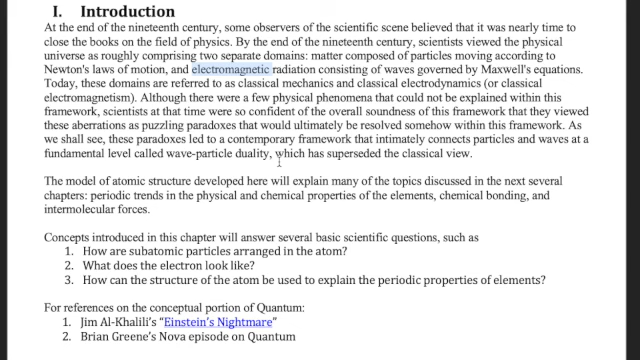 I. Introduction
At the end of the nineteenth century, some observers of the scientific scene believed that it was nearly time to
close the books on the field of physics. By the end of the nineteenth century, scientists viewed the physical
universe as roughly comprising two separate domains: matter composed of particles moving according to
Newton's laws of motion, and electromagnetic radiation consisting of waves governed by Maxwell's equations.
Today, these domains are referred to as classical mechanics and classical electrodynamics (or classical
electromagnetism). Although there were a few physical phenomena that could not be explained within this
framework, scientists at that time were so confident of the overall soundness of this framework that they viewed
these aberrations as puzzling paradoxes that would ultimately be resolved somehow within this framework. As
we shall see, these paradoxes led to a contemporary framework that intimately connects particles and waves at a
fundamental level called wave-particle duality, which has superseded the classical view.
The model of atomic structure developed here will explain many of the topics discussed in the next several
chapters: periodic trends in the physical and chemical properties of the elements, chemical bonding, and
intermolecular forces.
Concepts introduced in this chapter will answer several basic scientific questions, such as
1. How are subatomic particles arranged in the atom?
2. What does the electron look like?
3. How can the structure of the atom be used to explain the periodic properties of elements?
For references on the conceptual portion of Quantum:
1. Jim Al-Khalili's “Einstein's Nightmare”
2. Brian Greene's Nova episode on Quantum